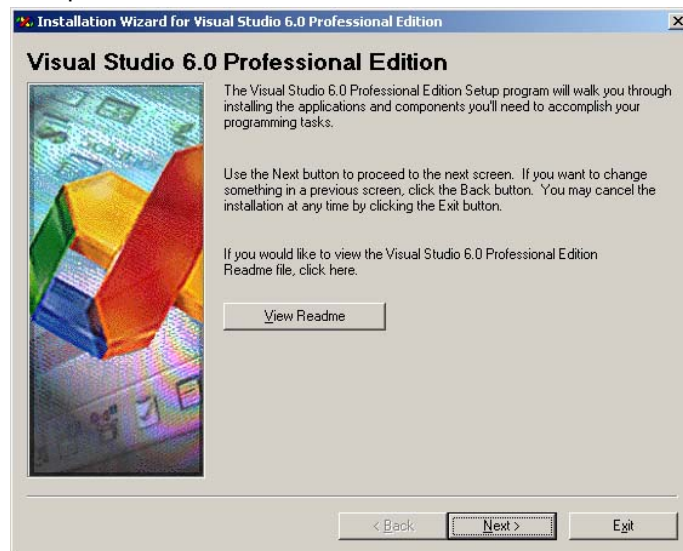 Installation Wizard for Visual Studio 6.0 Professional Edition
Visual Studio 6.0 Professional Edition
The Visual Studio 6.0 Professional Edition Setup program will walk you through
installing the applications and components you'll need to accomplish your
programming tasks.
Use the Next button to proceed to the next screen. If you want to change
something in a previous screen, click the Back button. You may cancel the
installation at any time by clicking the Exit button.
If you would like to view the Visual Studio 6.0 Professional Edition
Readme file, click here.
View Readme
< Back
Next >
Exit